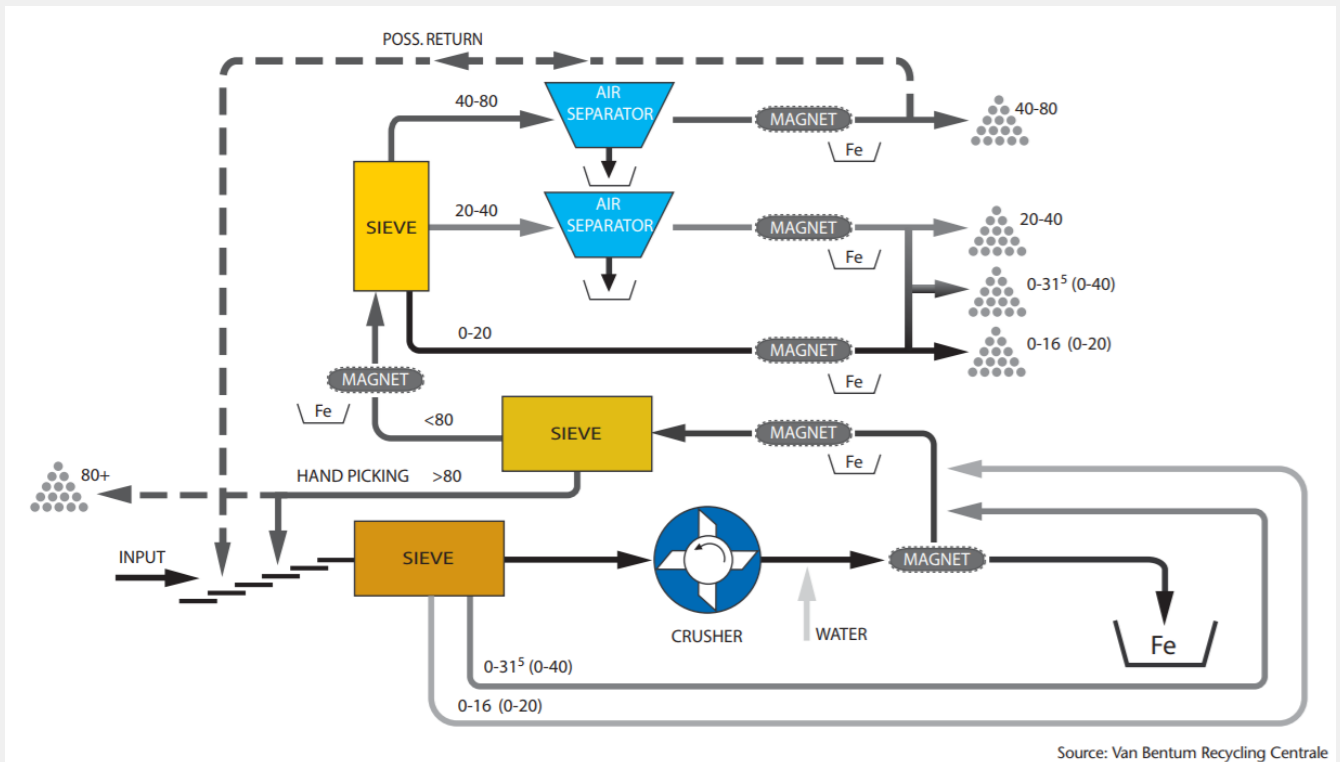 POSS. RETURN
40-80
AIR
SEPARATOR
MAGNET
Fe
40-80
SIEVE
20-40
AIR
SEPARATOR
MAGNET
Fe
20-40
0-31⁵ (0-40)
0-20
MAGNET
Fe
0-16 (0-20)
MAGNET
Fe
<80
SIEVE
MAGNET
Fe
80+
HAND PICKING >80
INPUT
SIEVE
CRUSHER
WATER
MAGNET
Fe
0-31⁵ (0-40)
0-16 (0-20)
Source: Van Bentum Recycling Centrale